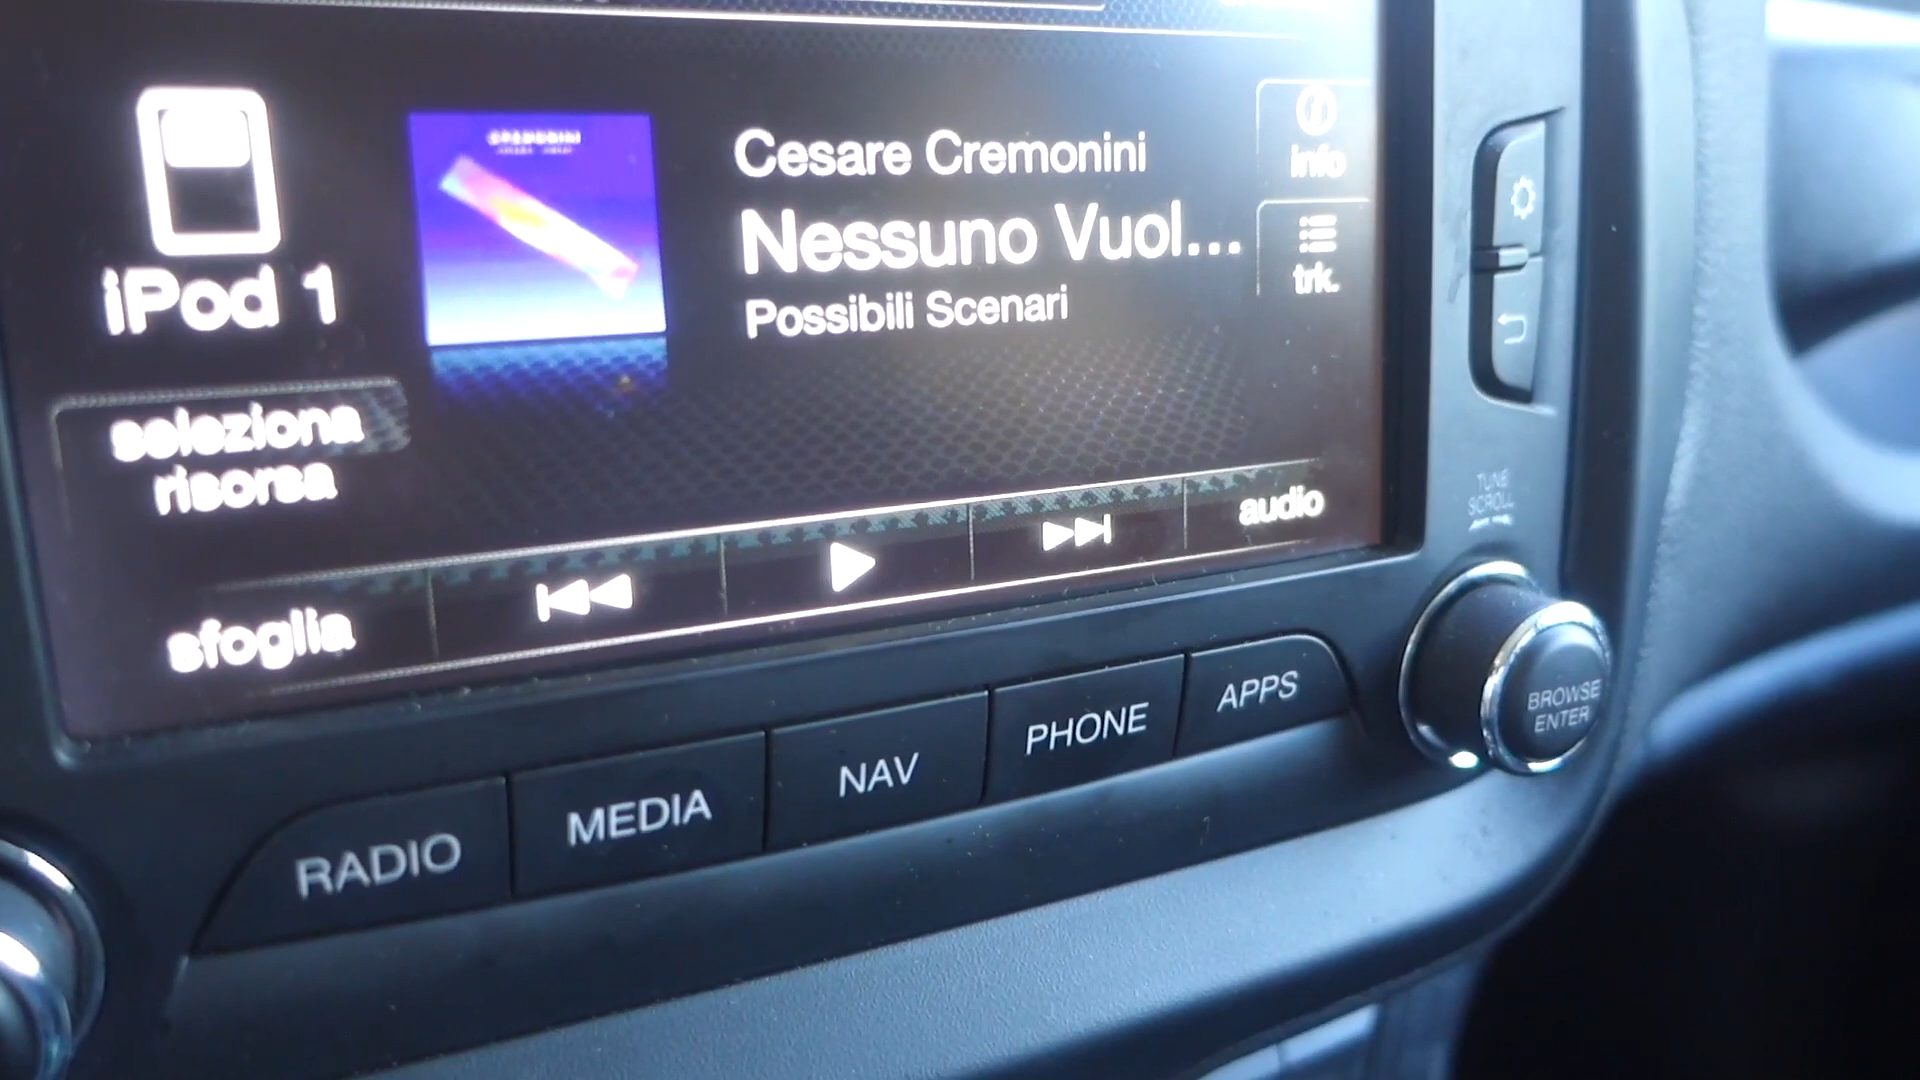 iPod 1
CREMONINI
Cesare Cremonini
Nessuno Vuol...
Possibili Scenari
info
trk.
seleziona
risorsa
sfoglia
audio
TUNE
SCROLL
BROWSE
ENTER
RADIO
MEDIA
NAV
PHONE
APPS